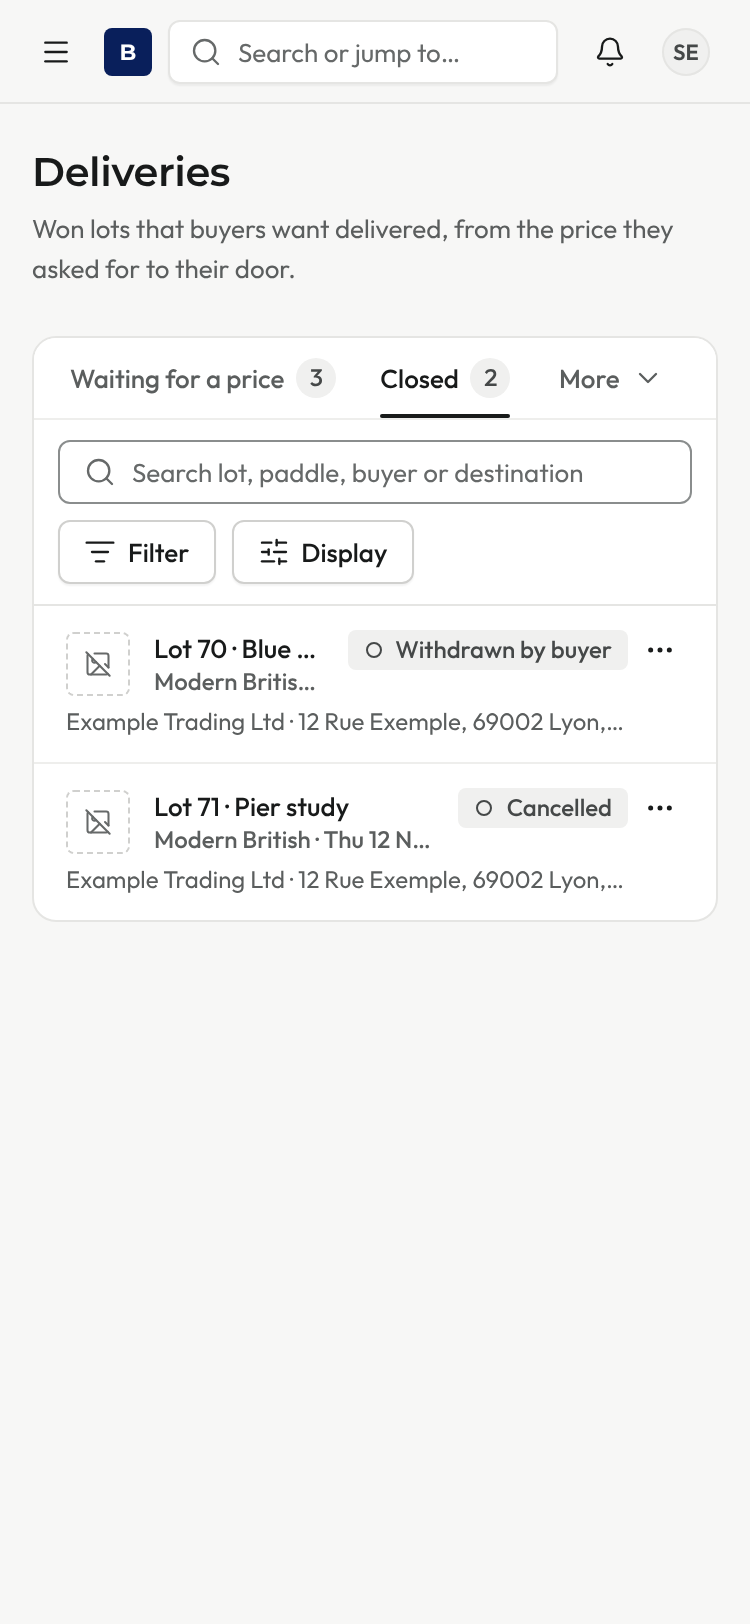 B
Search or jump to...
SE
Deliveries
Won lots that buyers want delivered, from the price they
asked for to their door.
Waiting for a price 3
Closed 2
More
Search lot, paddle, buyer or destination
Filter
Display
Lot 70 · Blue ...
Withdrawn by buyer
Modern Britis...
Example Trading Ltd · 12 Rue Exemple, 69002 Lyon,...
Lot 71 · Pier study
Cancelled
Modern British · Thu 12 N...
Example Trading Ltd · 12 Rue Exemple, 69002 Lyon,...